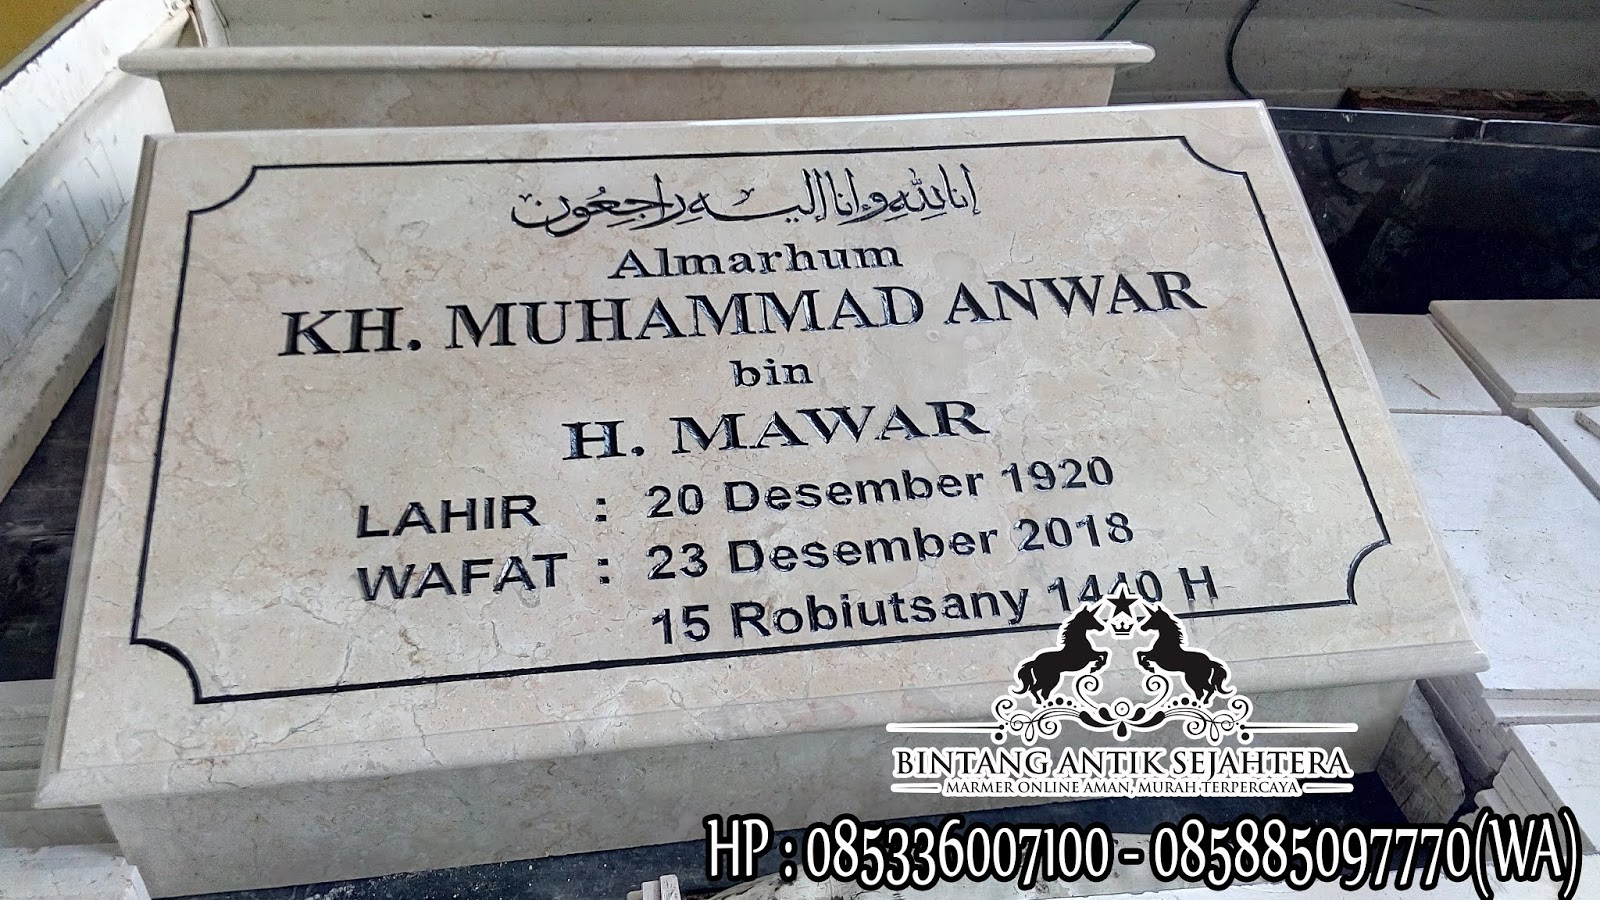 إنا لله وإنا إليه راجعون
Almarhum
KH. MUHAMMAD ANWAR
bin
H. MAWAR
LAHIR : 20 Desember 1920
WAFAT : 23 Desember 2018
15 Robiutsany 1440 H
BINTANG ANTIK SEJAHTERA
MARMER ONLINE AMAN, MURAH TERPERCAYA
HP : 085336007100 - 085885097770(WA)